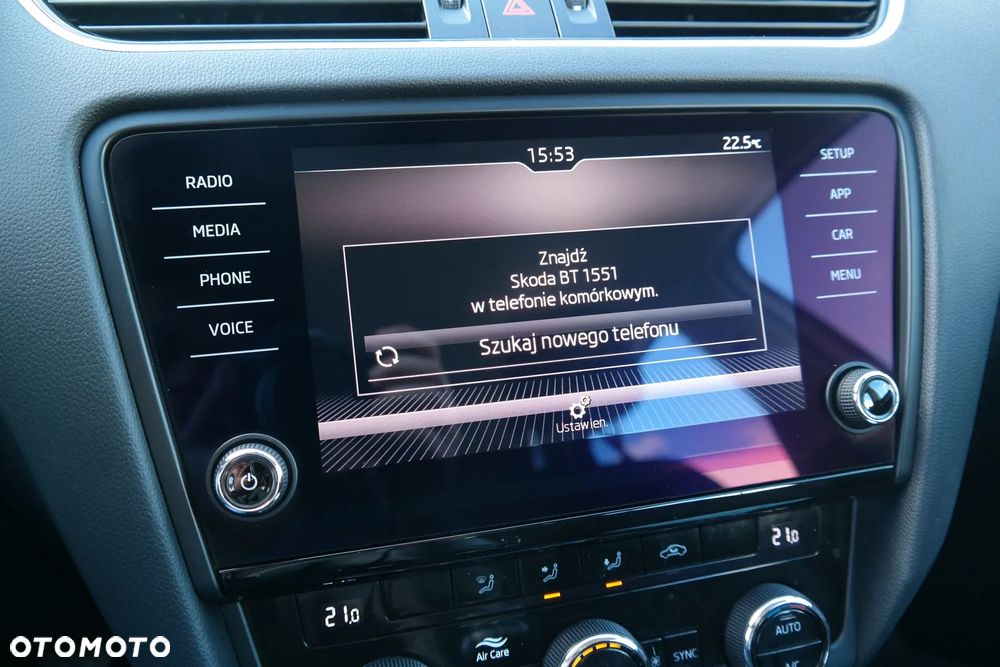 15:53
22.5°C
RADIO
MEDIA
PHONE
VOICE
SETUP
APP
CAR
MENU
Znajdź
Skoda BT 1551
w telefonie komórkowym.
Szukaj nowego telefonu
Ustawien.
21.0
21.0
Air Care
SYNC
AUTO
OTOMOTO